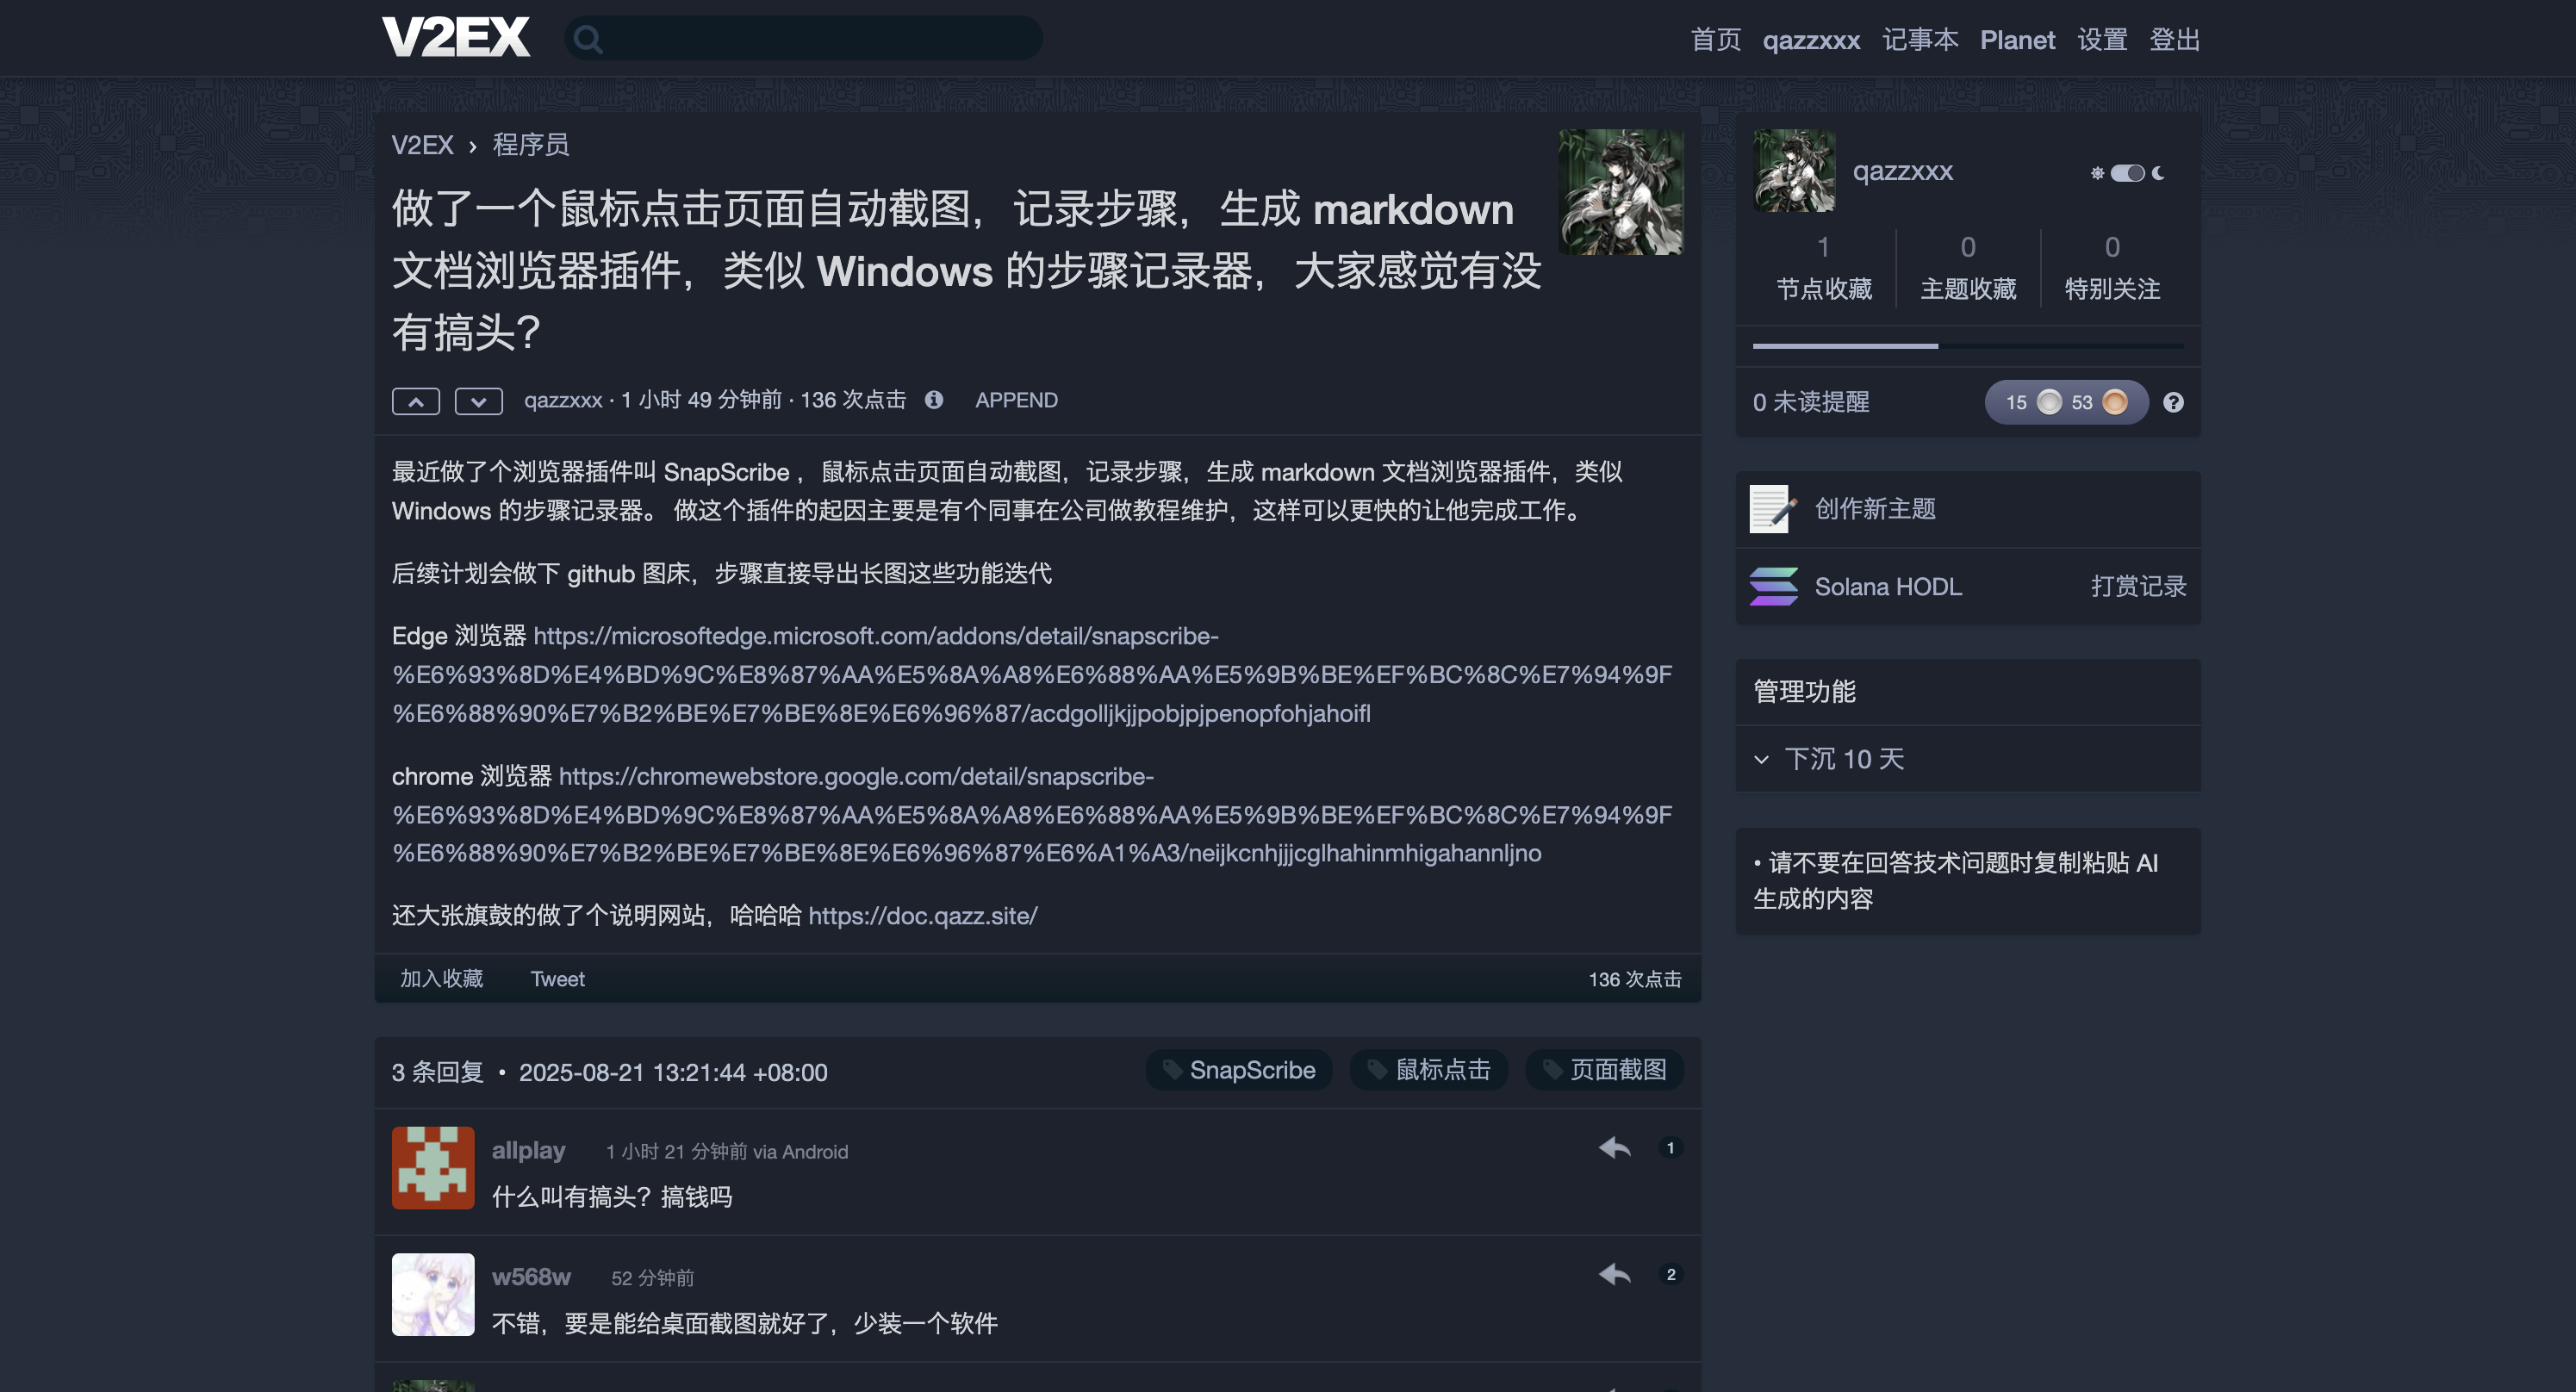 V2EX
首页 qazzxxx 记事本 Planet 设置 登出
V2EX › 程序员
做了一个鼠标点击页面自动截图，记录步骤，生成 markdown
文档浏览器插件，类似 Windows 的步骤记录器，大家感觉有没
有搞头？
qazzxxx · 1 小时 49 分钟前 · 136 次点击 APPEND
最近做了个浏览器插件叫 SnapScribe ，鼠标点击页面自动截图，记录步骤，生成 markdown 文档浏览器插件，类似
Windows 的步骤记录器。 做这个插件的起因主要是有个同事在公司做教程维护，这样可以更快的让他完成工作。
后续计划会做下 github 图床，步骤直接导出长图这些功能迭代
Edge 浏览器 https://microsoftedge.microsoft.com/addons/detail/snapscribe-
%E6%93%8D%E4%BD%9C%E8%87%AA%E5%8A%A8%E6%88%AA%E5%9B%BE%EF%BC%8C%E7%94%9F
%E6%88%90%E7%B2%BE%E7%BE%8E%E6%96%87/acdgolljkjjpobjpjpenopfohjahoifl
chrome 浏览器 https://chromewebstore.google.com/detail/snapscribe-
%E6%93%8D%E4%BD%9C%E8%87%AA%E5%8A%A8%E6%88%AA%E5%9B%BE%EF%BC%8C%E7%94%9F
%E6%88%90%E7%B2%BE%E7%BE%8E%E6%96%87%E6%A1%A3/neijkcnhjjjcglhahinmhigahannljno
还大张旗鼓的做了个说明网站，哈哈哈 https://doc.qazz.site/
加入收藏 Tweet 136 次点击
3 条回复 • 2025-08-21 13:21:44 +08:00
SnapScribe 鼠标点击 页面截图
allplay 1 小时 21 分钟前 via Android 1
什么叫有搞头？搞钱吗
w568w 52 分钟前 2
不错，要是能给桌面截图就好了，少装一个软件
qazzxxx
1 0 0
节点收藏 主题收藏 特别关注
0 未读提醒 15 53
创作新主题
Solana HODL 打赏记录
管理功能
下沉 10 天
• 请不要在回答技术问题时复制粘贴 AI
生成的内容